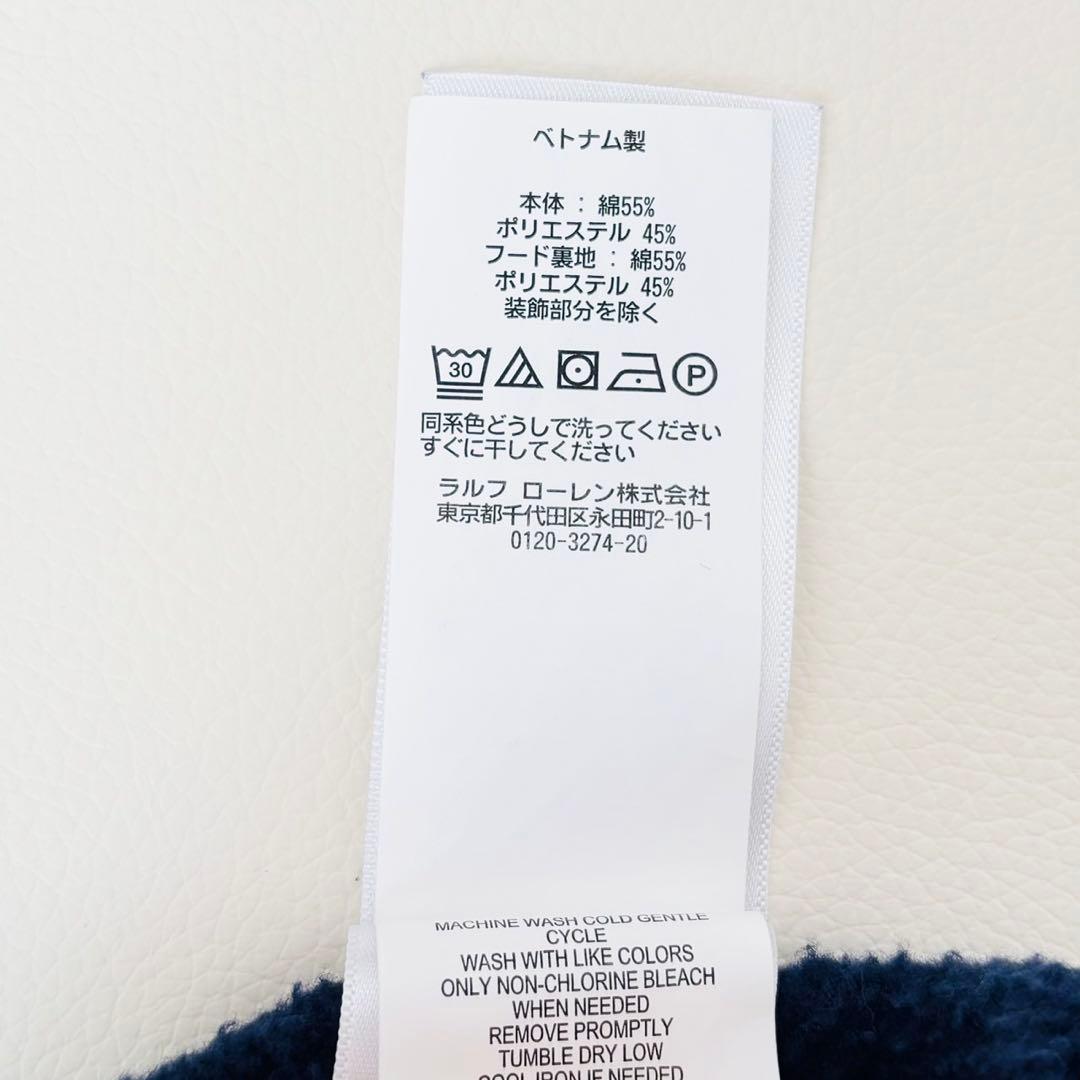 ベトナム製
本体 : 綿55%
ポリエステル 45%
フード裏地 : 綿55%
ポリエステル 45%
装飾部分を除く
30 P
同系色どうしで洗ってください
すぐに干してください
ラルフ ローレン株式会社
東京都千代田区永田町2-10-1
0120-3274-20
MACHINE WASH COLD GENTLE
CYCLE
WASH WITH LIKE COLORS
ONLY NON-CHLORINE BLEACH
WHEN NEEDED
REMOVE PROMPTLY
TUMBLE DRY LOW
COOL IRON IF NEEDED